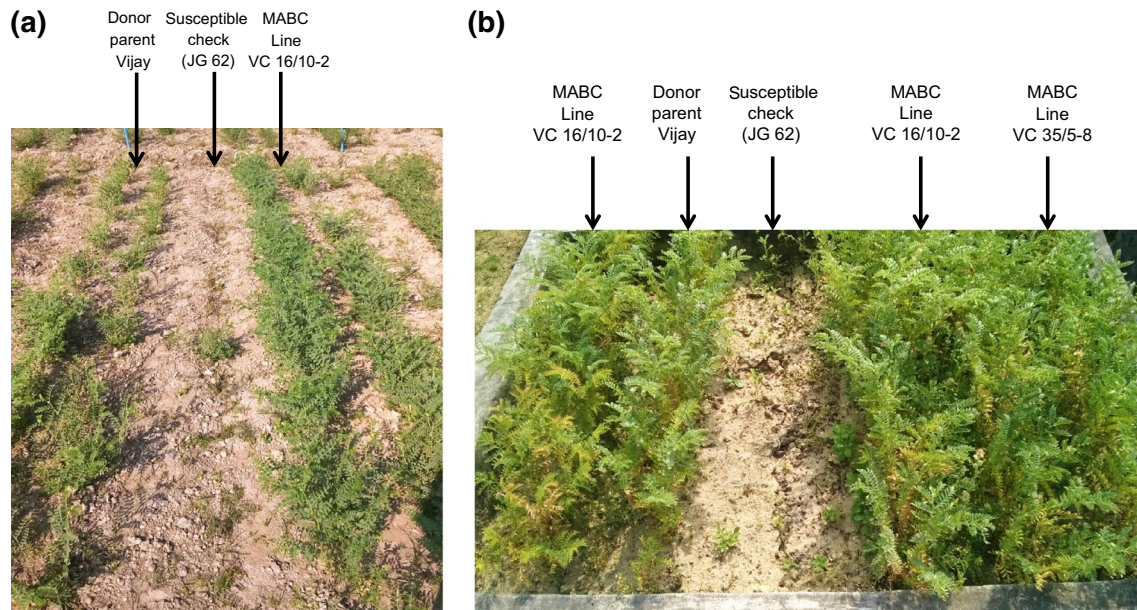 (a)
Donor
parent
Vijay
Susceptible
check
(JG 62)
MABC
Line
VC 16/10-2
(b)
MABC
Line
VC 16/10-2
Donor
parent
Vijay
Susceptible
check
(JG 62)
MABC
Line
VC 16/10-2
MABC
Line
VC 35/5-8